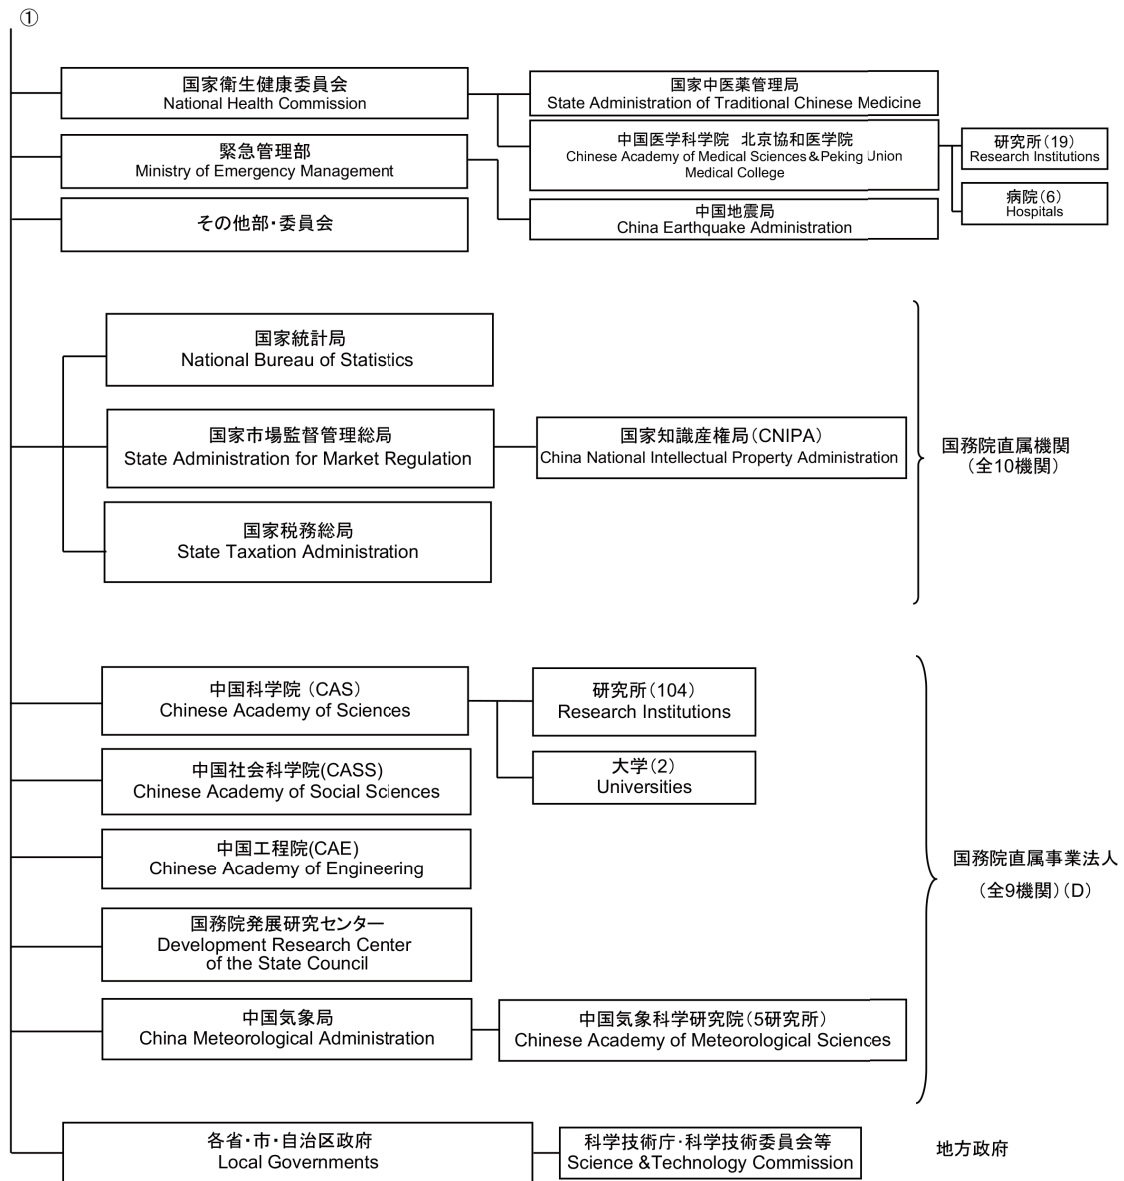 ①
国家衛生健康委員会
National Health Commission
国家中医薬管理局
State Administration of Traditional Chinese Medicine
中国医学科学院 北京協和医学院
Chinese Academy of Medical Sciences&Peking Union
Medical College
研究所(19)
Research Institutions
病院(6)
Hospitals
緊急管理部
Ministry of Emergency Management
中国地震局
China Earthquake Administration
その他部・委員会
国家統計局
National Bureau of Statistics
国家市場監督管理総局
State Administration for Market Regulation
国家知識産権局(CNIPA)
China National Intellectual Property Administration
国家税務総局
State Taxation Administration
国務院直属機関
(全10機関)
中国科学院 (CAS)
Chinese Academy of Sciences
研究所(104)
Research Institutions
大学(2)
Universities
中国社会科学院(CASS)
Chinese Academy of Social Sciences
中国工程院(CAE)
Chinese Academy of Engineering
国務院発展研究センター
Development Research Center
of the State Council
中国気象局
China Meteorological Administration
中国気象科学研究院(5研究所)
Chinese Academy of Meteorological Sciences
国務院直属事業法人
(全9機関)(D)
各省・市・自治区政府
Local Governments
科学技術庁・科学技術委員会等
Science &Technology Commission
地方政府